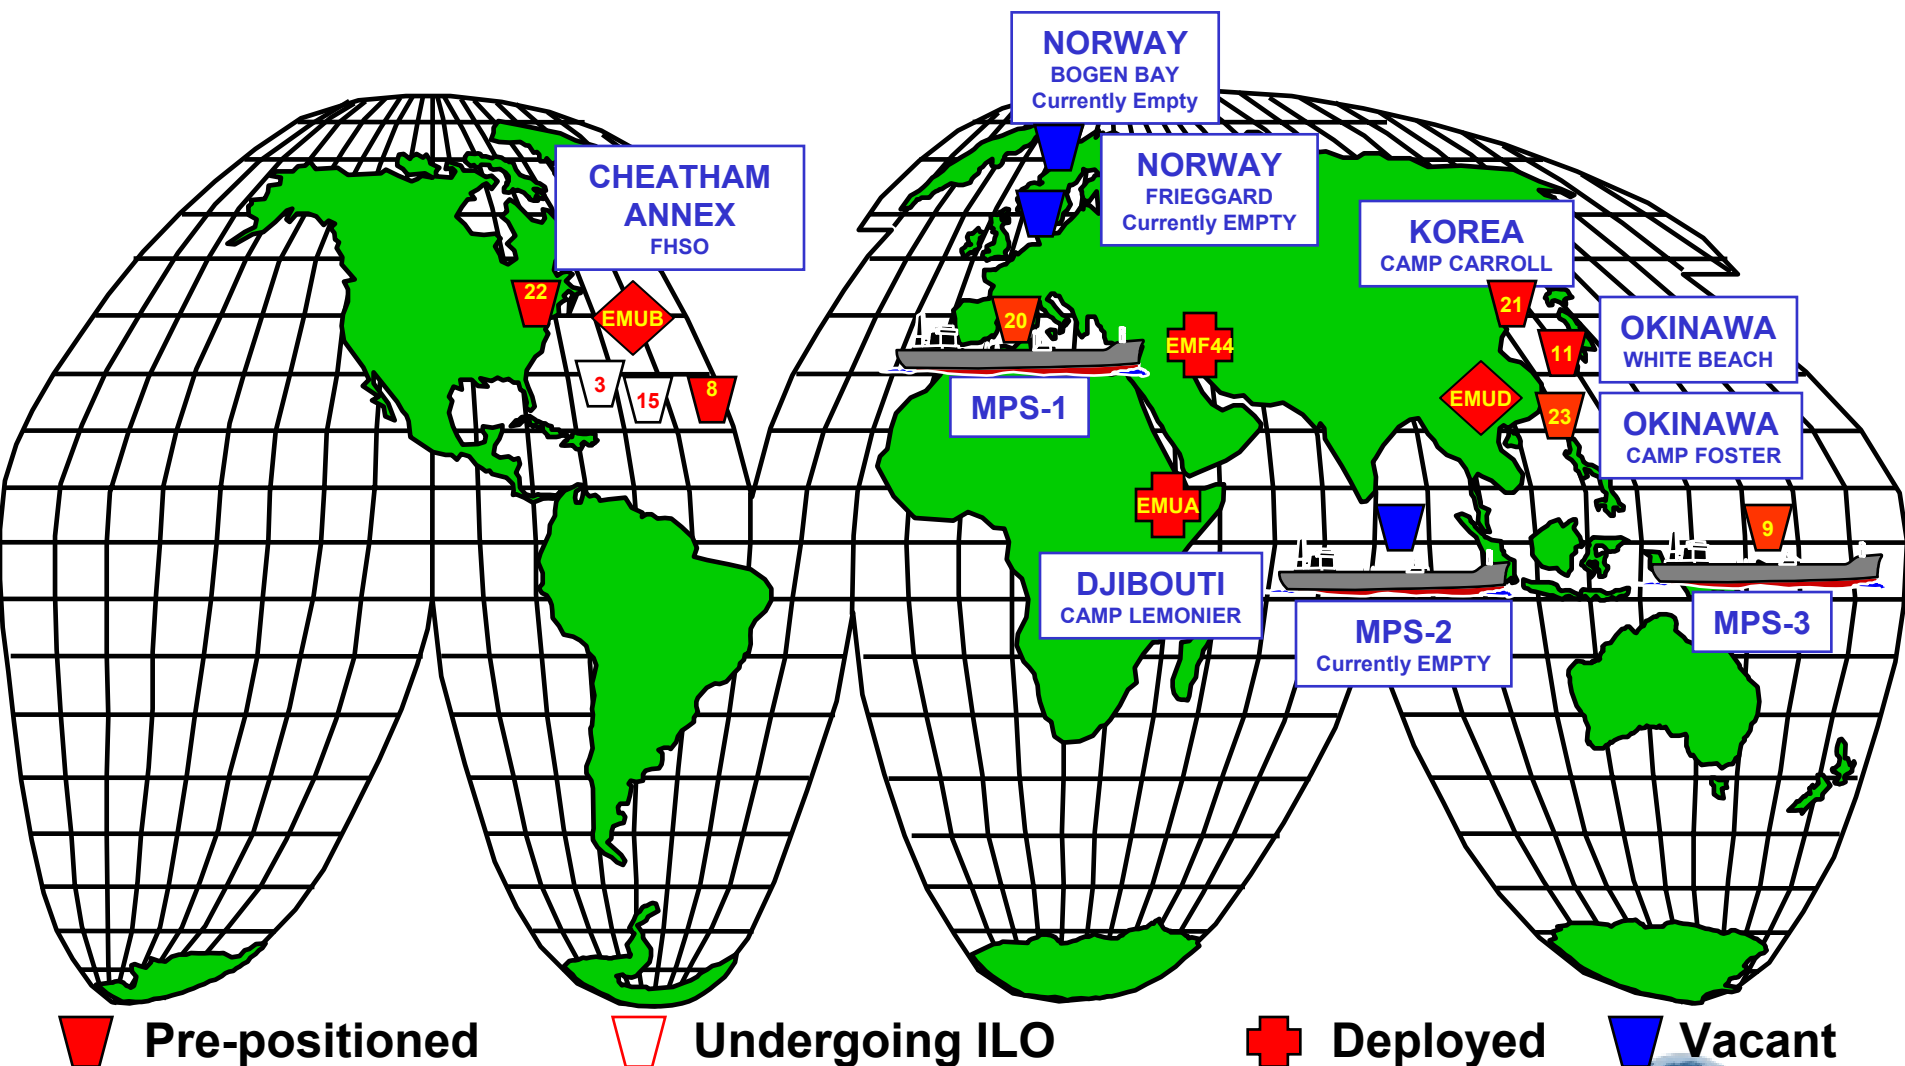 NORWAY
BOGEN BAY
Currently Empty
NORWAY
FRIEGGARD
Currently EMPTY
CHEATHAM
ANNEX
FHSO
KOREA
CAMP CARROLL
22
EMUB
3
15
8
20
EMF44
21
11
OKINAWA
WHITE BEACH
MPS-1
EMUD
23
OKINAWA
CAMP FOSTER
EMUA
9
DJIBOUTI
CAMP LEMONIER
MPS-2
Currently EMPTY
MPS-3
Pre-positioned
Undergoing ILO
Deployed
Vacant